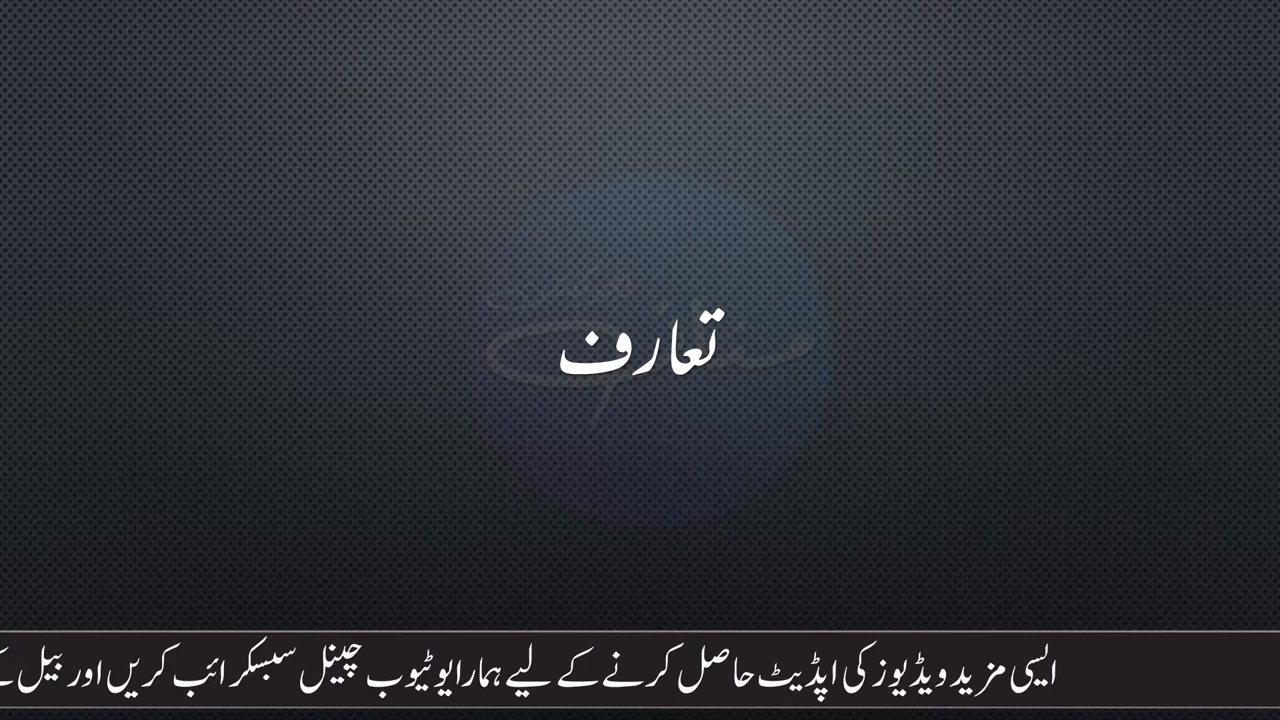 تعارف
ایسی مزید ویڈیوز کی اپڈیٹ حاصل کرنے کے لیے ہمارا یوٹیوب چینل سبسکرائب کریں اور بیل